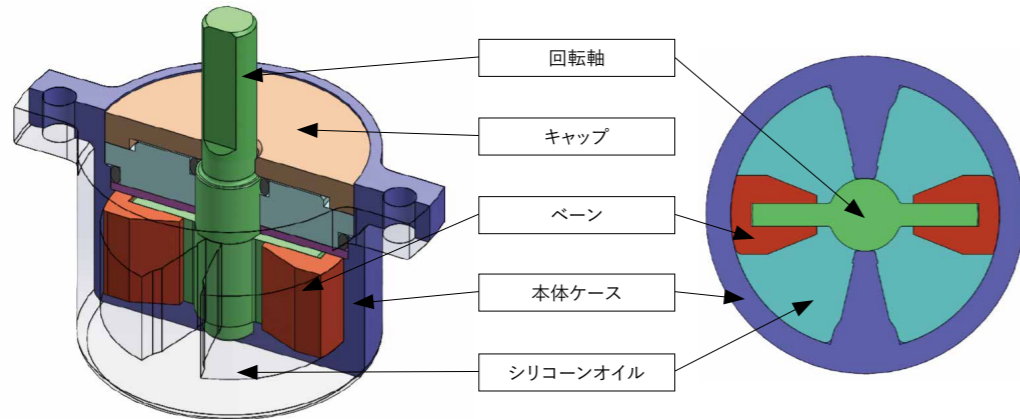 回転軸
キャップ
ベーン
本体ケース
シリコーンオイル